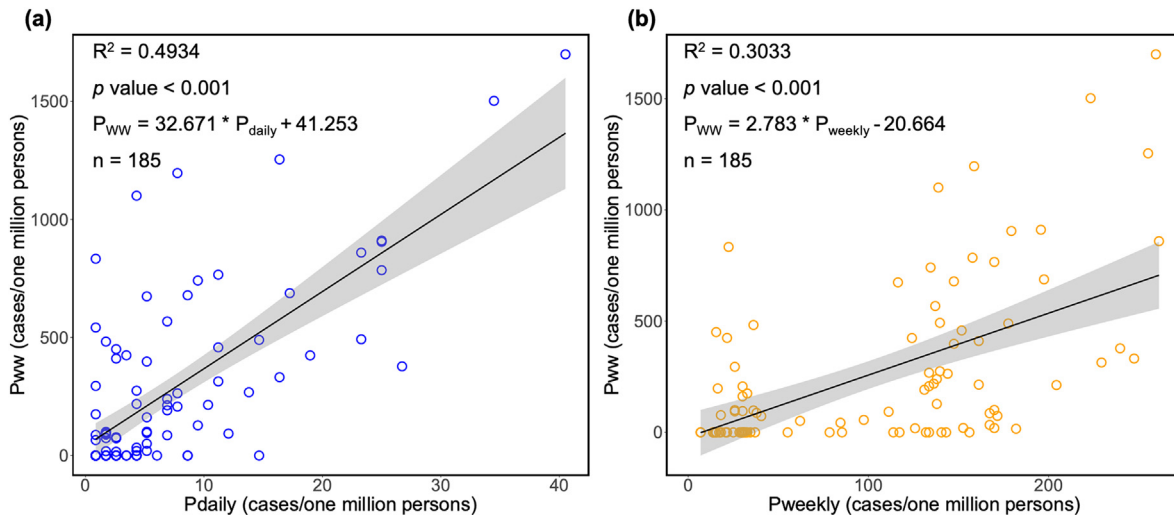 (a)
R² = 0.4934
p value < 0.001
P_WW = 32.671 * P_daily + 41.253
n = 185
Pww (cases/one million persons)
1500
1000
500
0
0 10 20 30 40
Pdaily (cases/one million persons)
(b)
R² = 0.3033
p value < 0.001
P_WW = 2.783 * P_weekly - 20.664
n = 185
Pww (cases/one million persons)
1500
1000
500
0
0 100 200
Pweekly (cases/one million persons)